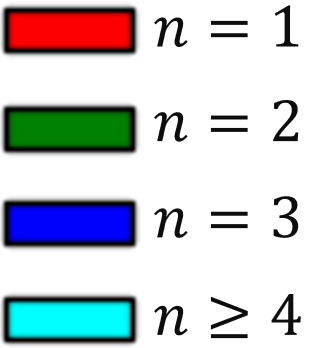 n = 1
n = 2
n = 3
n ≥ 4